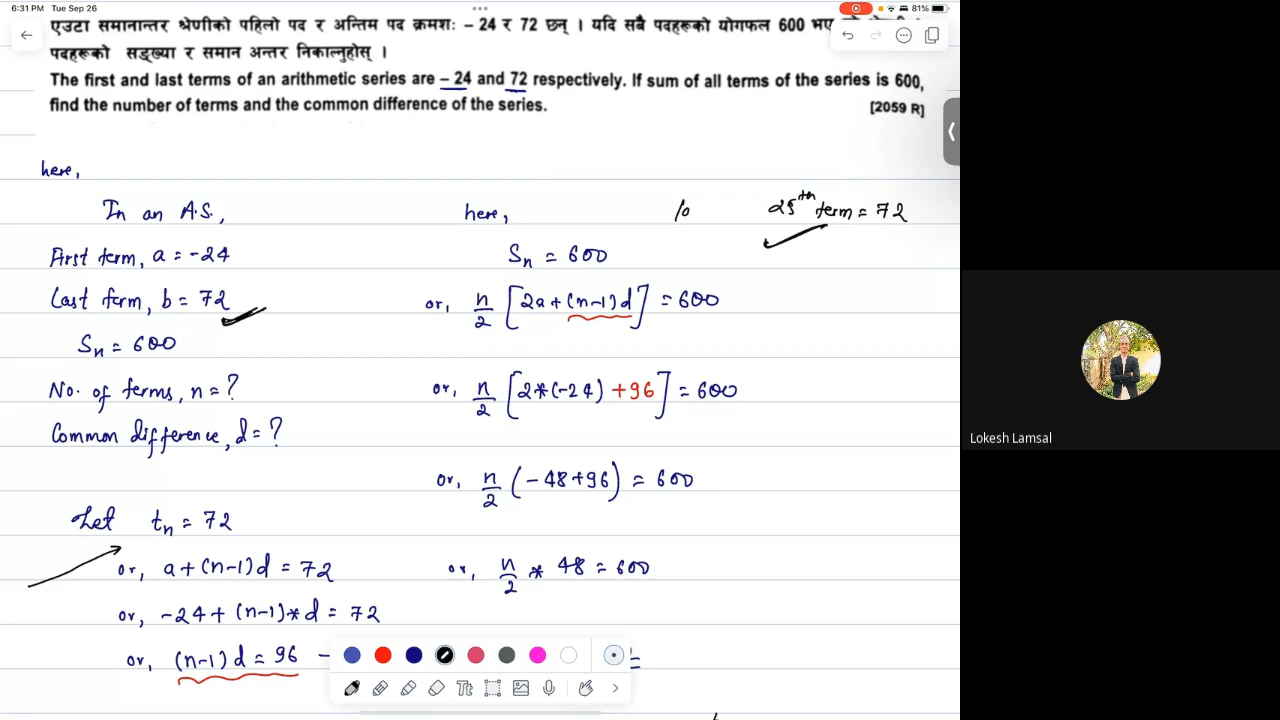 6:31 PM Tue Sep 26
81%
एउटा समानान्तर श्रेणीको पहिलो पद र अन्तिम पद क्रमशः – 24 र 72 छन् । यदि सबै पदहरूको योगफल 600 भए
पदहरूको सङ्ख्या र समान अन्तर निकाल्नुहोस् ।
The first and last terms of an arithmetic series are – 24 and 72 respectively. If sum of all terms of the series is 600,
find the number of terms and the common difference of the series.
[2059 R]
here,
In an A.S.,
First term, a = -24
Last term, b = 72
Sn = 600
No. of terms, n = ?
Common difference, d = ?
Let tn = 72
or, a + (n-1)d = 72
or, -24 + (n-1)*d = 72
or, (n-1)d = 96 -
here,
Sn = 600
or, n/2 [2a + (n-1)d] = 600
or, n/2 [2*(-24) +96] = 600
or, n/2 (-48+96) = 600
or, n/2 * 48 = 600
25th term = 72
Tt
Lokesh Lamsal